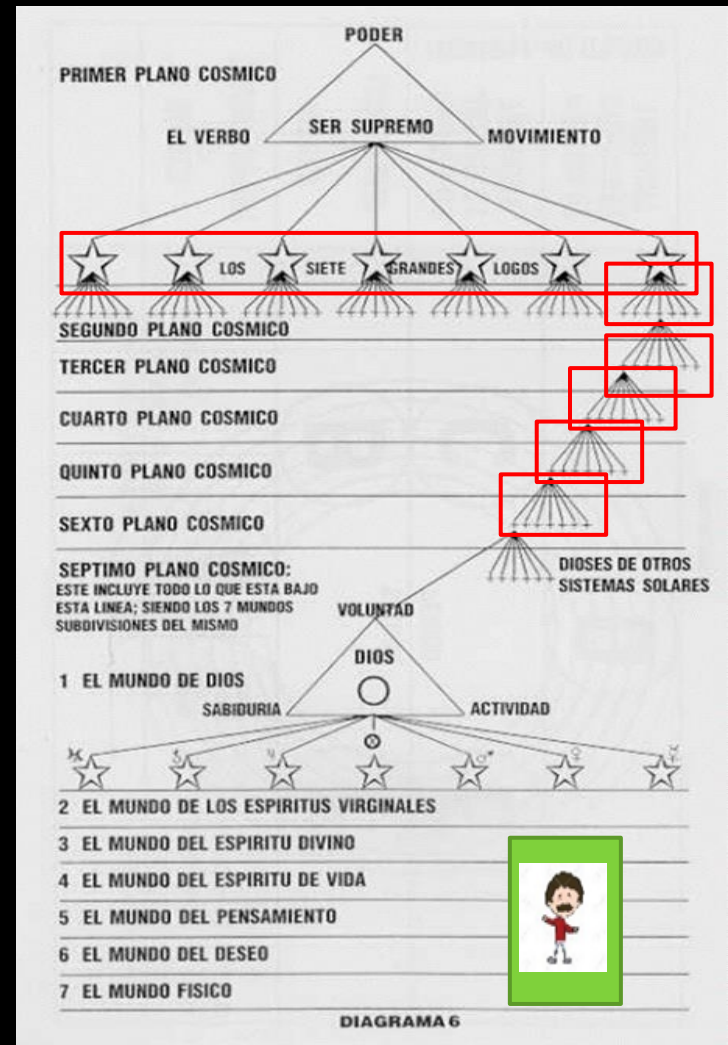 PODER
PRIMER PLANO COSMICO
EL VERBO SER SUPREMO MOVIMIENTO
LOS SIETE GRANDES LOGOS
SEGUNDO PLANO COSMICO
TERCER PLANO COSMICO
CUARTO PLANO COSMICO
QUINTO PLANO COSMICO
SEXTO PLANO COSMICO
SEPTIMO PLANO COSMICO:
ESTE INCLUYE TODO LO QUE ESTA BAJO
ESTA LINEA; SIENDO LOS 7 MUNDOS
SUBDIVISIONES DEL MISMO
DIOSES DE OTROS
SISTEMAS SOLARES
VOLUNTAD
DIOS
1 EL MUNDO DE DIOS
SABIDURIA ACTIVIDAD
2 EL MUNDO DE LOS ESPIRITUS VIRGINALES
3 EL MUNDO DEL ESPIRITU DIVINO
4 EL MUNDO DEL ESPIRITU DE VIDA
5 EL MUNDO DEL PENSAMIENTO
6 EL MUNDO DEL DESEO
7 EL MUNDO FISICO
DIAGRAMA 6